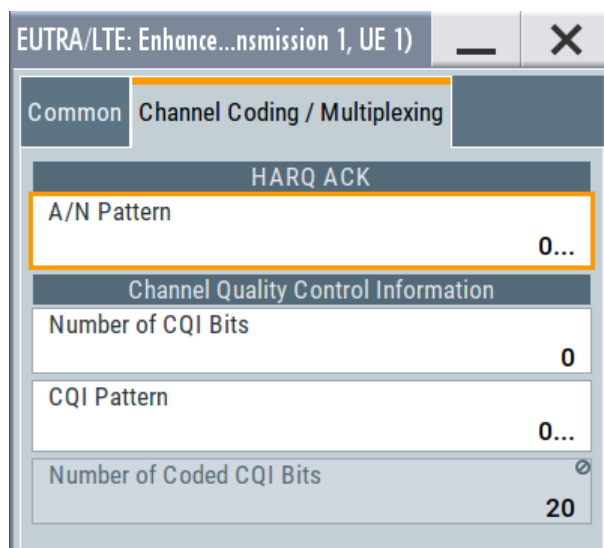 EUTRA/LTE: Enhance...nsmission 1, UE 1)
Common Channel Coding / Multiplexing
HARQ ACK
A/N Pattern
0...
Channel Quality Control Information
Number of CQI Bits
0
CQI Pattern
0...
Number of Coded CQI Bits
20